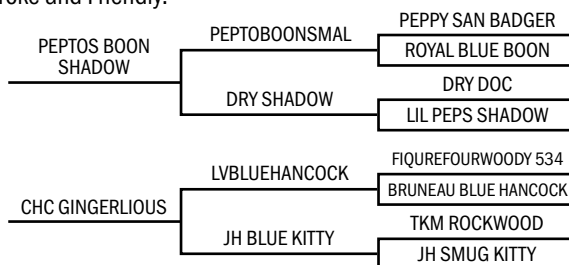 and Friendly.
PEPTOS BOON
SHADOW
PEPTOBOONSMAL
PEPPY SAN BADGER
ROYAL BLUE BOON
DRY SHADOW
DRY DOC
LIL PEPS SHADOW
CHC GINGERLIOUS
LVBLUEHANCOCK
FIQUREFOURWOODY 534
BRUNEAU BLUE HANCOCK
JH BLUE KITTY
TKM ROCKWOOD
JH SMUG KITTY